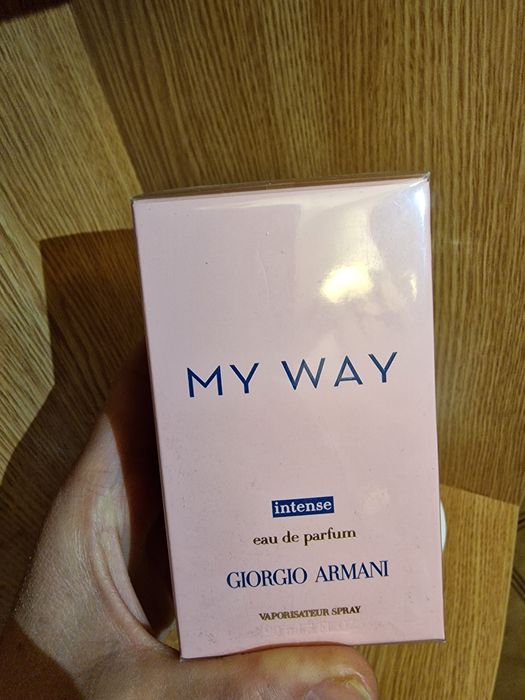 MY WAY
intense
eau de parfum
GIORGIO ARMANI
VAPORISATEUR SPRAY